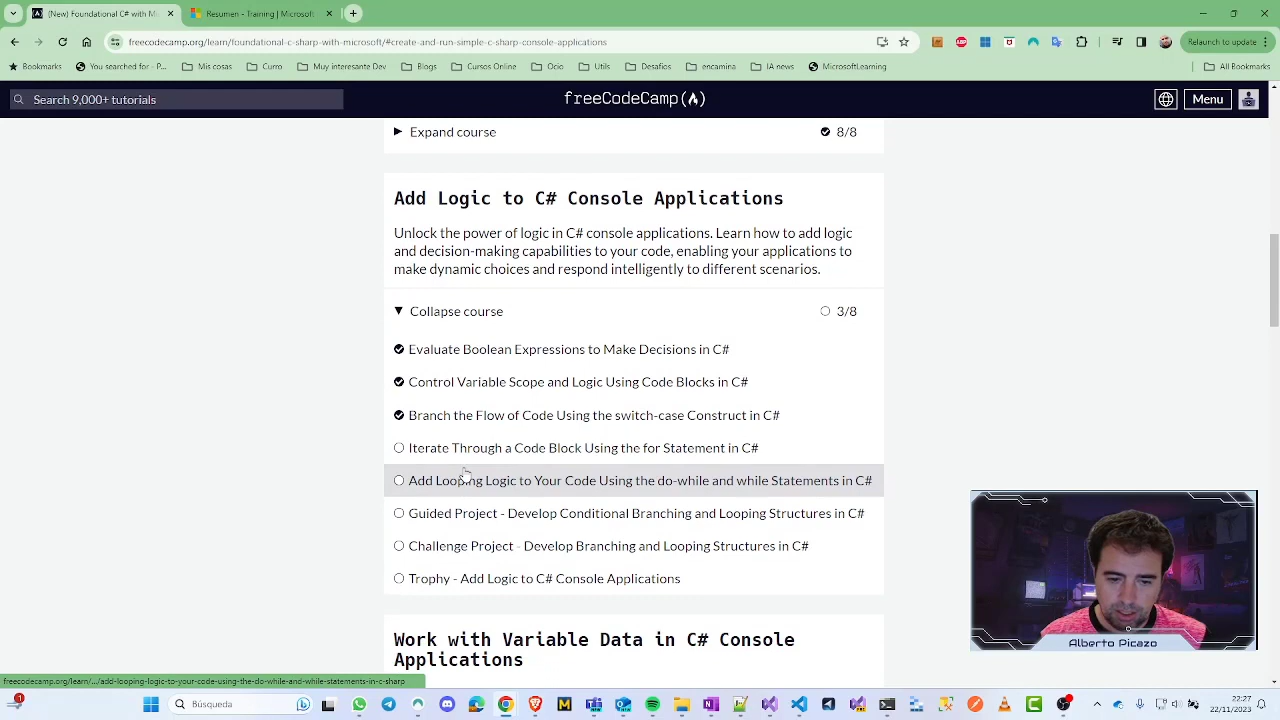 (New) Foundational C# with Mi
Resumen - Training | Microsoft
freecodecamp.org/learn/foundational-c-sharp-with-microsoft/#create-and-run-simple-c-sharp-console-applications
Relaunch to update
Bookmarks
You searched for - P...
Mis cosas
Curro
Muy interesante Dev
Blogs
Cursos Online
Ocio
Utils
Desafios
encamina
IA news
MicrosoftLearning
All Bookmarks
Search 9,000+ tutorials
freeCodeCamp
Menu
Expand course 8/8
Add Logic to C# Console Applications
Unlock the power of logic in C# console applications. Learn how to add logic
and decision-making capabilities to your code, enabling your applications to
make dynamic choices and respond intelligently to different scenarios.
Collapse course 3/8
Evaluate Boolean Expressions to Make Decisions in C#
Control Variable Scope and Logic Using Code Blocks in C#
Branch the Flow of Code Using the switch-case Construct in C#
Iterate Through a Code Block Using the for Statement in C#
Add Looping Logic to Your Code Using the do-while and while Statements in C#
Guided Project - Develop Conditional Branching and Looping Structures in C#
Challenge Project - Develop Branching and Looping Structures in C#
Trophy - Add Logic to C# Console Applications
Work with Variable Data in C# Console
Applications
Alberto Picazo
freecodecamp.org/learn/.../add-looping-logic-to-your-code-using-the-do-while-and-while-statements-in-c-sharp
1
Búsqueda
22:27
22/11/2023